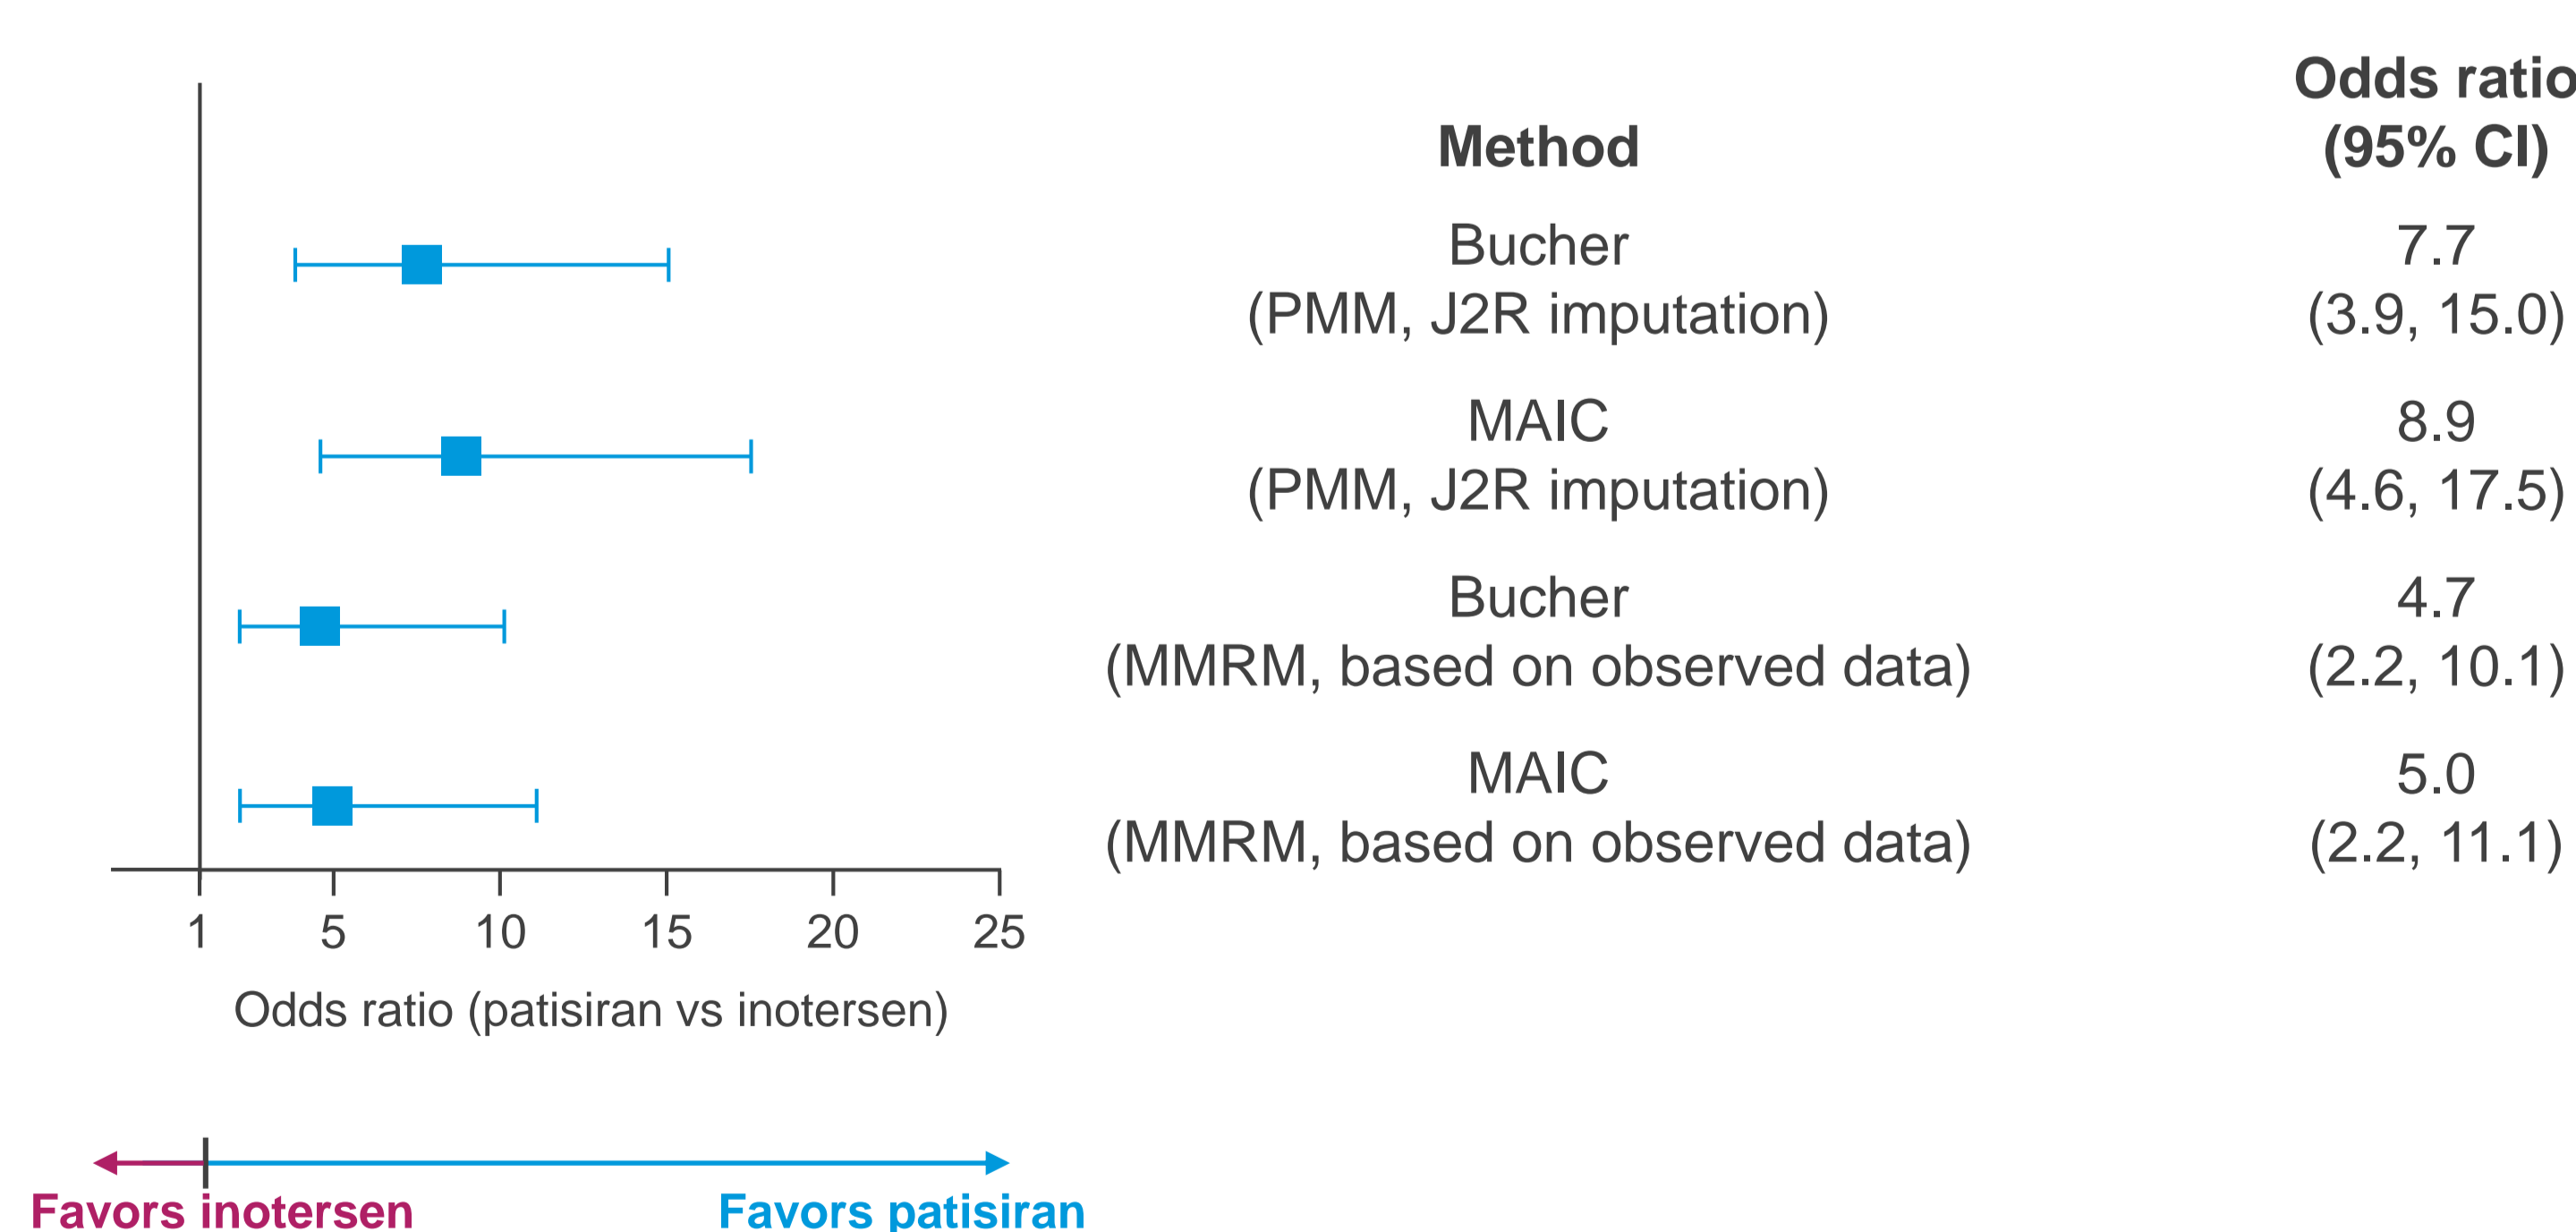 Method
Odds ratio
(95% CI)
Bucher
(PMM, J2R imputation)
7.7
(3.9, 15.0)
MAIC
(PMM, J2R imputation)
8.9
(4.6, 17.5)
Bucher
(MMRM, based on observed data)
4.7
(2.2, 10.1)
MAIC
(MMRM, based on observed data)
5.0
(2.2, 11.1)
1 5 10 15 20 25
Odds ratio (patisiran vs inotersen)
Favors inotersen
Favors patisiran